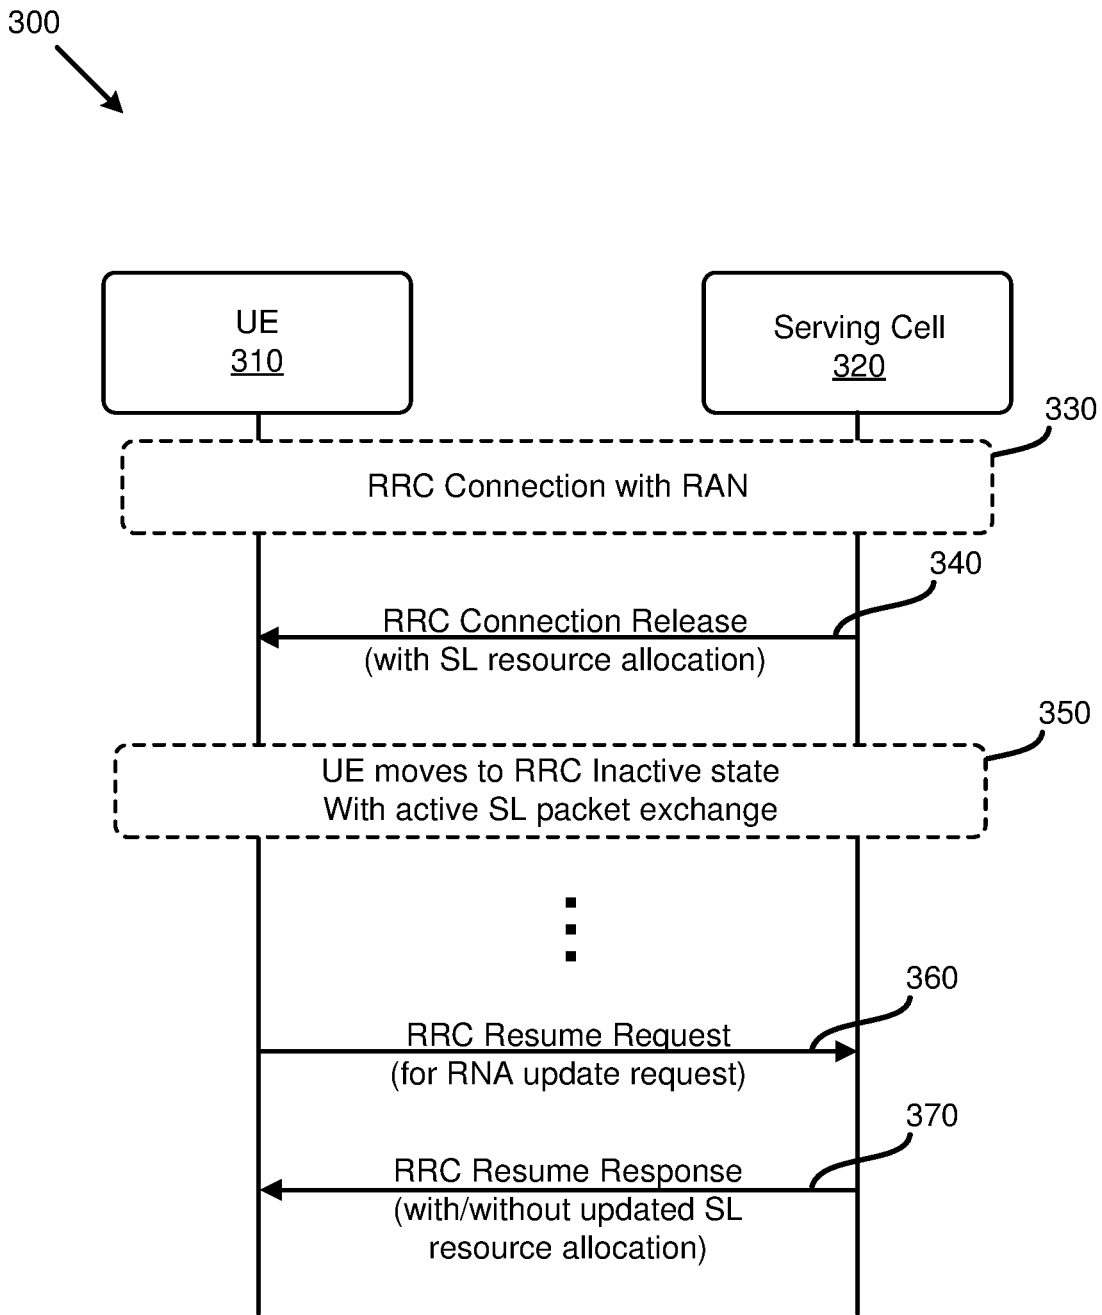 300
UE
310
Serving Cell
320
330
RRC Connection with RAN
340
RRC Connection Release
(with SL resource allocation)
350
UE moves to RRC Inactive state
With active SL packet exchange
360
RRC Resume Request
(for RNA update request)
370
RRC Resume Response
(with/without updated SL
resource allocation)